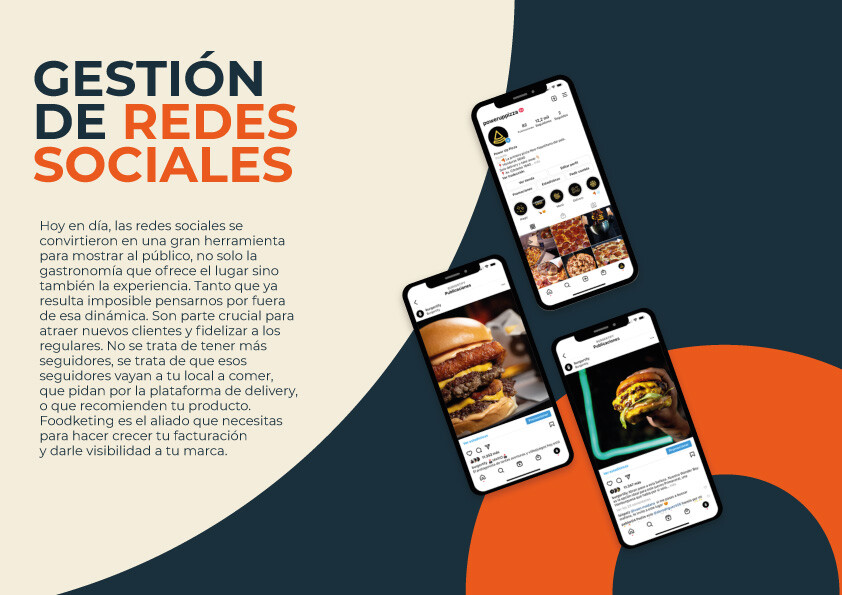 GESTIÓN
DE REDES
SOCIALES
Hoy en día, las redes sociales se
convirtieron en una gran herramienta
para mostrar al público, no solo la
gastronomía que ofrece el lugar sino
también la experiencia. Tanto que ya
resulta imposible pensarnos por fuera
de esa dinámica. Son parte crucial para
atraer nuevos clientes y fidelizar a los
regulares. No se trata de tener más
seguidores, se trata de que esos
seguidores vayan a tu local a comer,
que pidan por la plataforma de delivery,
o que recomienden tu producto.
Foodketing es el aliado que necesitas
para hacer crecer tu facturación
y darle visibilidad a tu marca.
poweruppizza
Power Up Pizza
Editar perfil
Publicaciones
Publicaciones